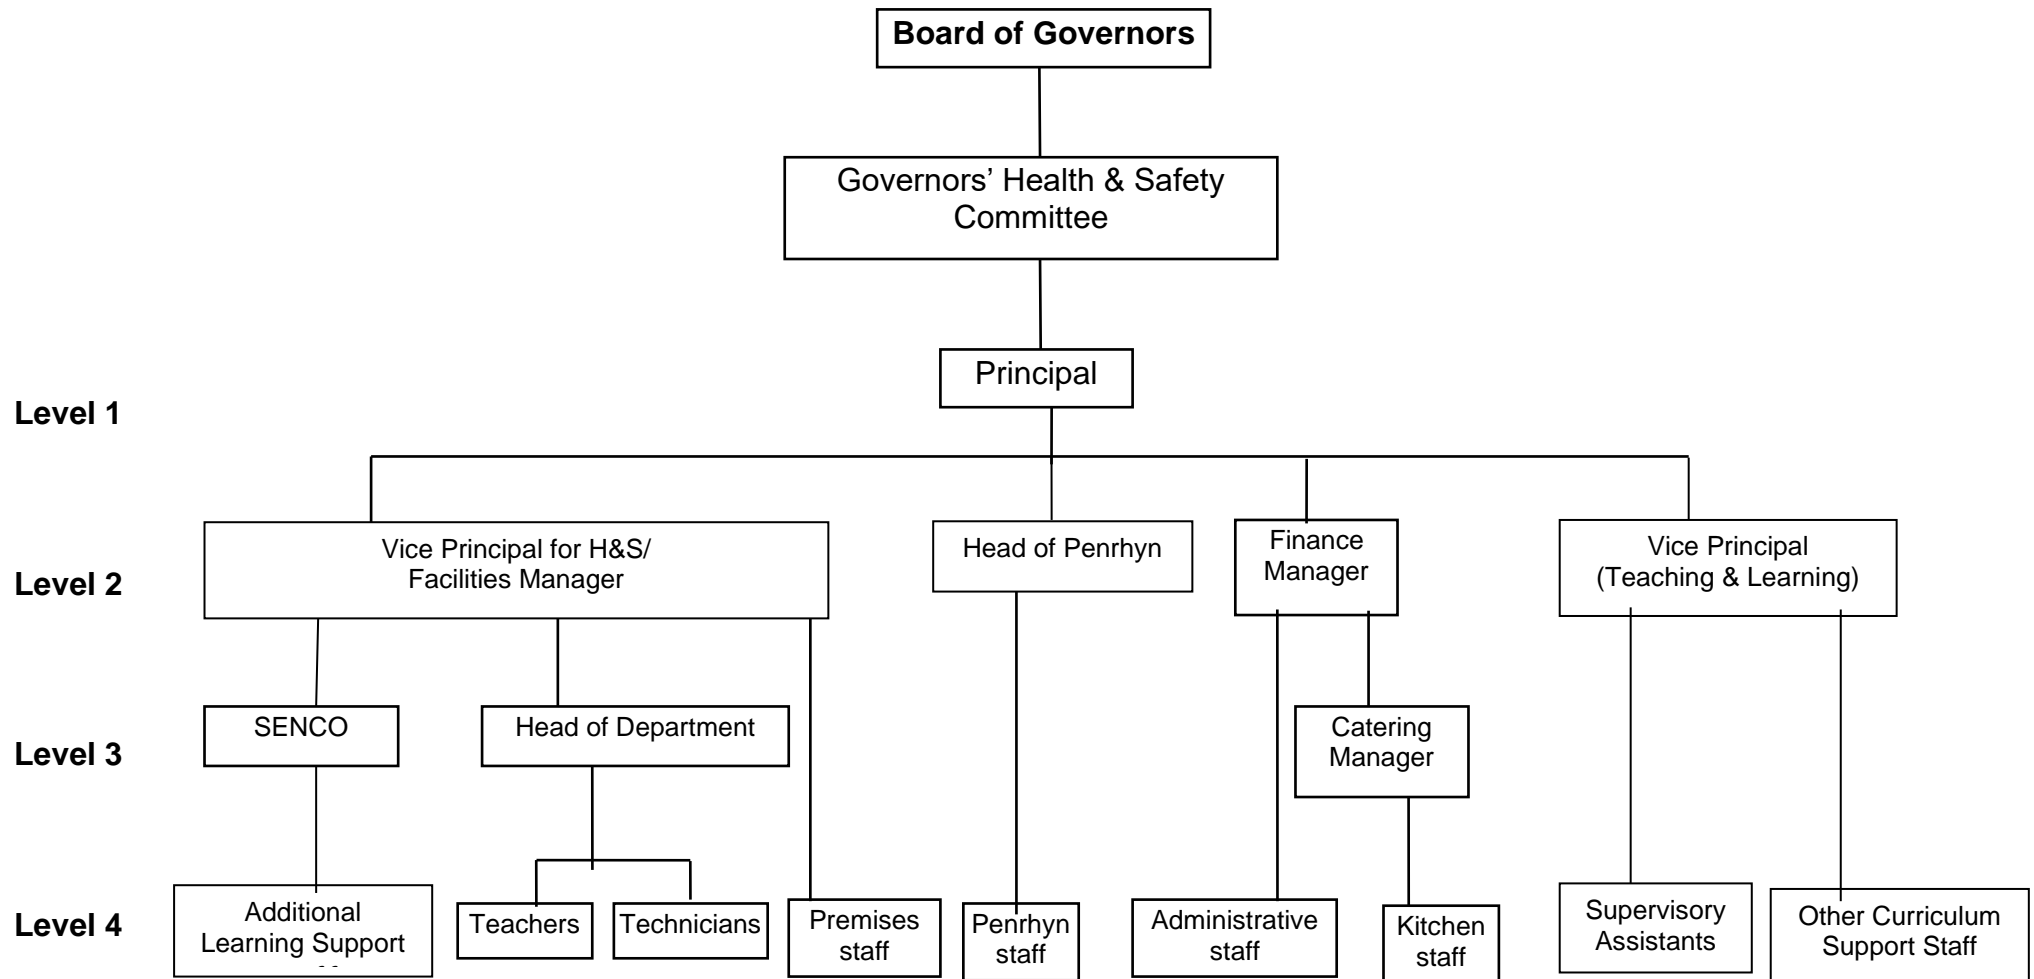 Board of Governors
Governors’ Health & Safety
Committee
Principal
Level 1
Vice Principal for H&S/
Facilities Manager
Head of Penrhyn
Finance
Manager
Vice Principal
(Teaching & Learning)
Level 2
SENCO
Head of Department
Catering
Manager
Level 3
Additional
Learning Support
Teachers
Technicians
Premises
staff
Penrhyn
staff
Administrative
staff
Kitchen
staff
Supervisory
Assistants
Other Curriculum
Support Staff
Level 4